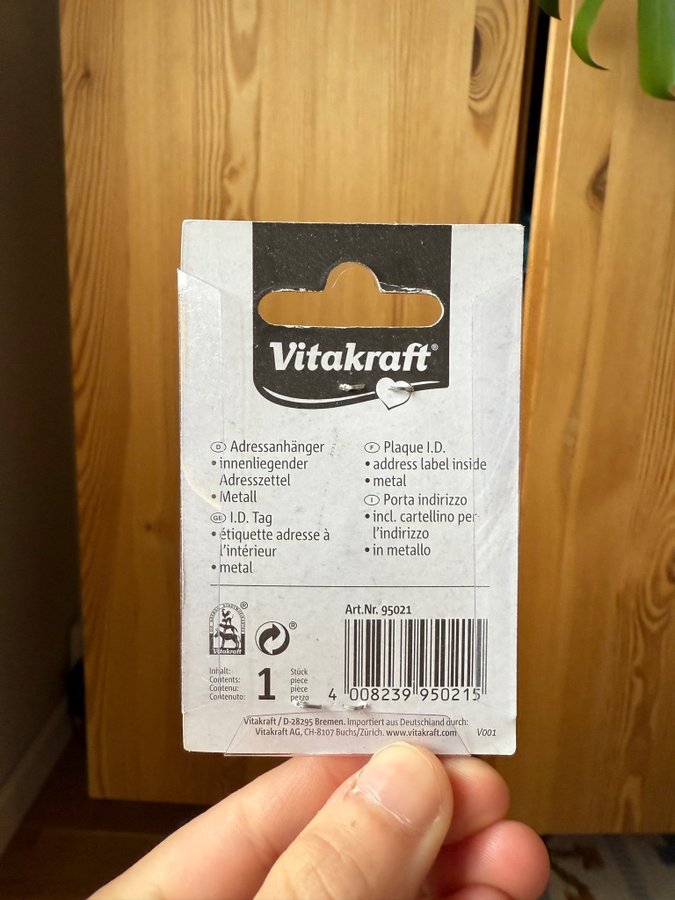 Vitakraft®
D Adressanhänger
• innenliegender
Adresszettel
• Metall
GB I.D. Tag
• étiquette adresse à
l'intérieur
• metal
F Plaque I.D.
• address label inside
• metal
I Porta indirizzo
• incl. cartellino per
l'indirizzo
• in metallo
Vitakraft
®
®
Inhalt:
Contents:
Contenu:
Contenuto:
1
Stück
piece
pièce
pezzo
Art.Nr. 95021
4 008239 950215
Vitakraft / D-28295 Bremen. Importiert aus Deutschland durch:
Vitakraft AG, CH-8107 Buchs/Zürich. www.vitakraft.com
V001